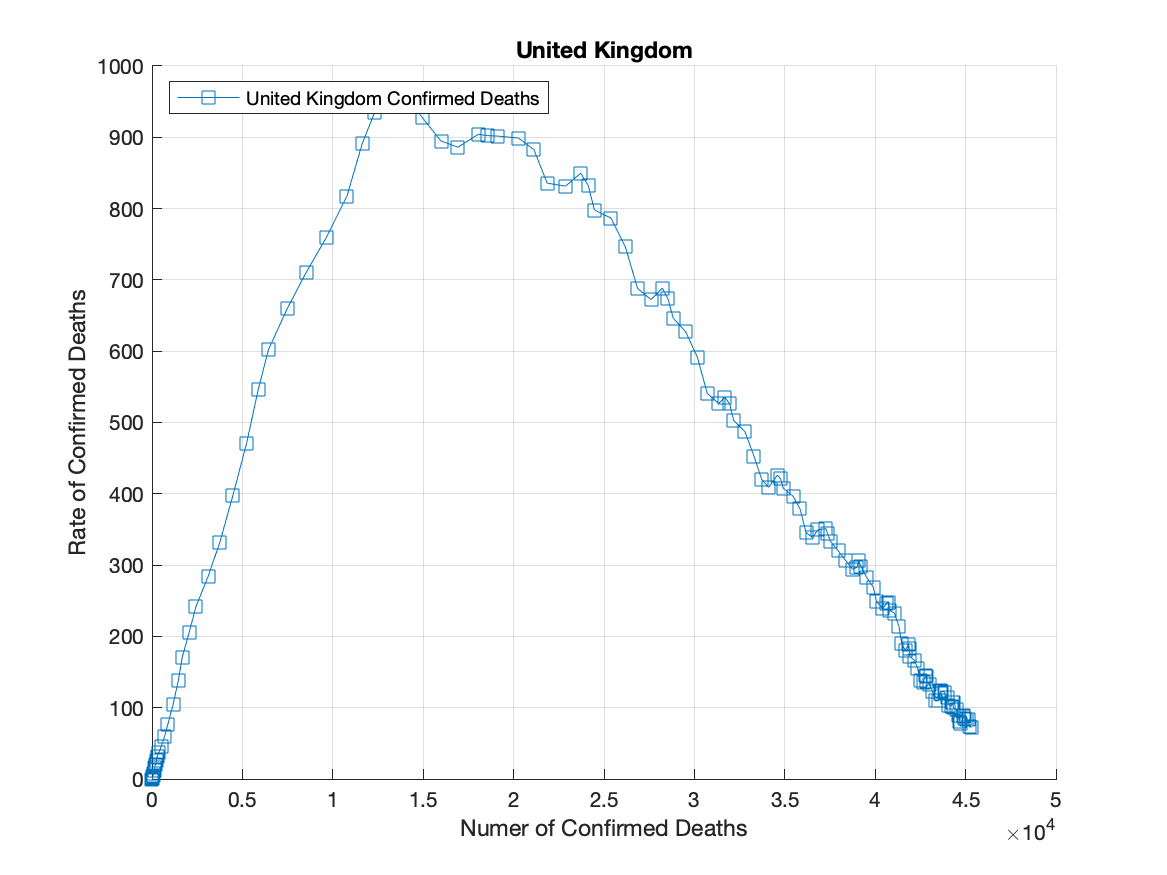 United Kingdom
United Kingdom Confirmed Deaths
1000
900
800
700
600
500
400
300
200
100
0
Rate of Confirmed Deaths
0 0.5 1 1.5 2 2.5 3 3.5 4 4.5 5
Numer of Confirmed Deaths
×10⁴